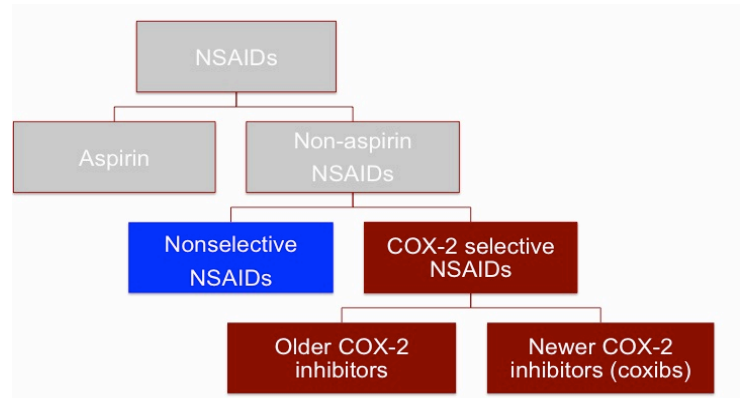 NSAIDs
Aspirin
Non-aspirin
NSAIDs
Nonselective
NSAIDs
COX-2 selective
NSAIDs
Older COX-2
inhibitors
Newer COX-2
inhibitors (coxibs)